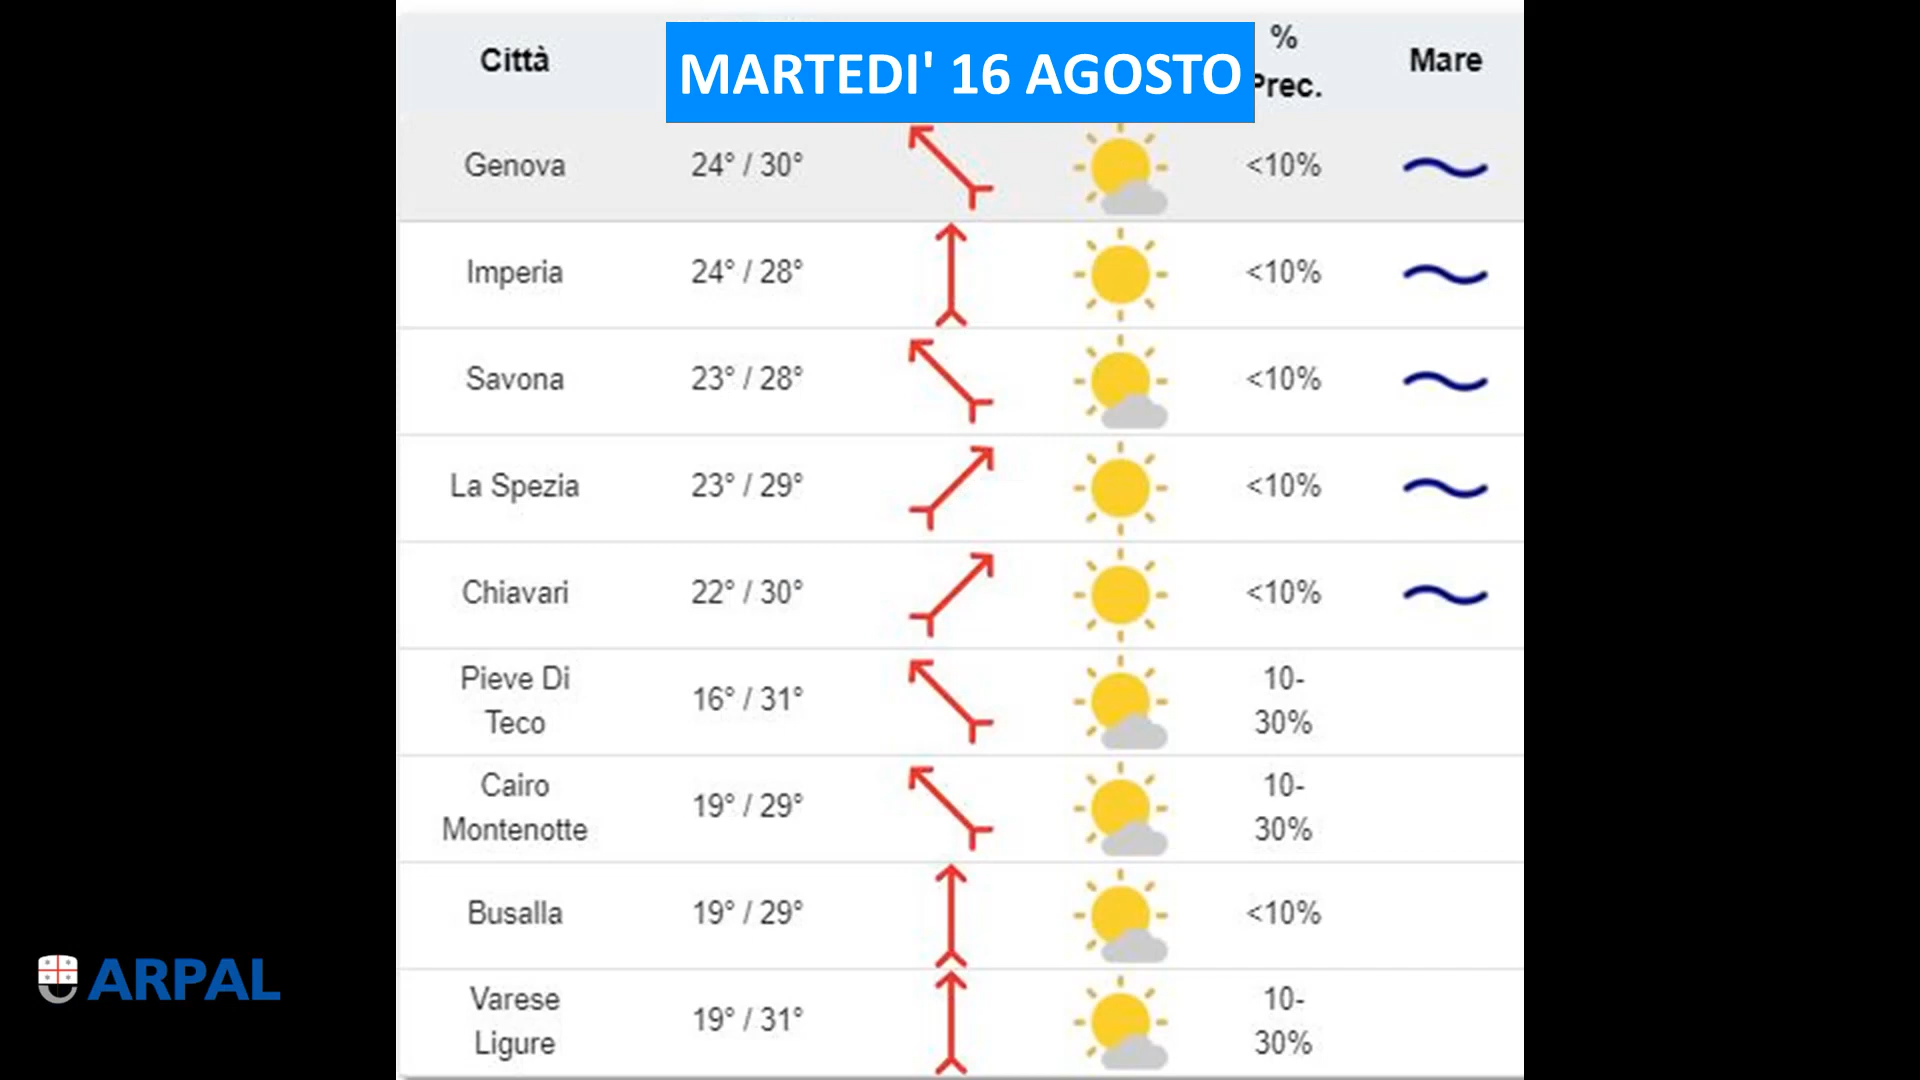 MARTEDI' 16 AGOSTO
Città
%
Prec.
Mare
Genova 24° / 30° <10%
Imperia 24° / 28° <10%
Savona 23° / 28° <10%
La Spezia 23° / 29° <10%
Chiavari 22° / 30° <10%
Pieve Di
Teco
16° / 31°
10-
30%
Cairo
Montenotte
19° / 29°
10-
30%
Busalla 19° / 29° <10%
Varese
Ligure
19° / 31°
10-
30%
ARPAL